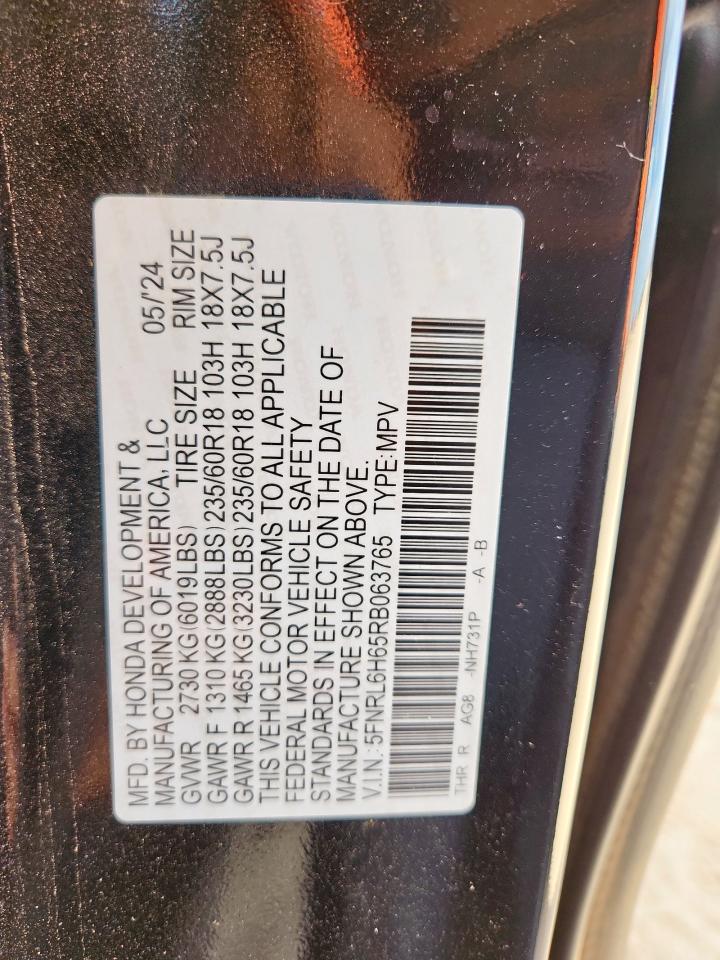 MFD. BY HONDA DEVELOPMENT &
MANUFACTURING OF AMERICA, LLC 05/'24
GVWR 2730 KG(6019LBS) TIRE SIZE RIM SIZE
GAWR F 1310 KG(2888LBS)235/60R18 103H 18X7.5J
GAWR R 1465 KG(3230LBS)235/60R18 103H 18X7.5J
THIS VEHICLE CONFORMS TO ALL APPLICABLE
FEDERAL MOTOR VEHICLE SAFETY
STANDARDS IN EFFECT ON THE DATE OF
MANUFACTURE SHOWN ABOVE.
V.I.N.:5FNRL6H65RB063765 TYPE:MPV
THR R AG8 -NH731P -A -B
HONDA